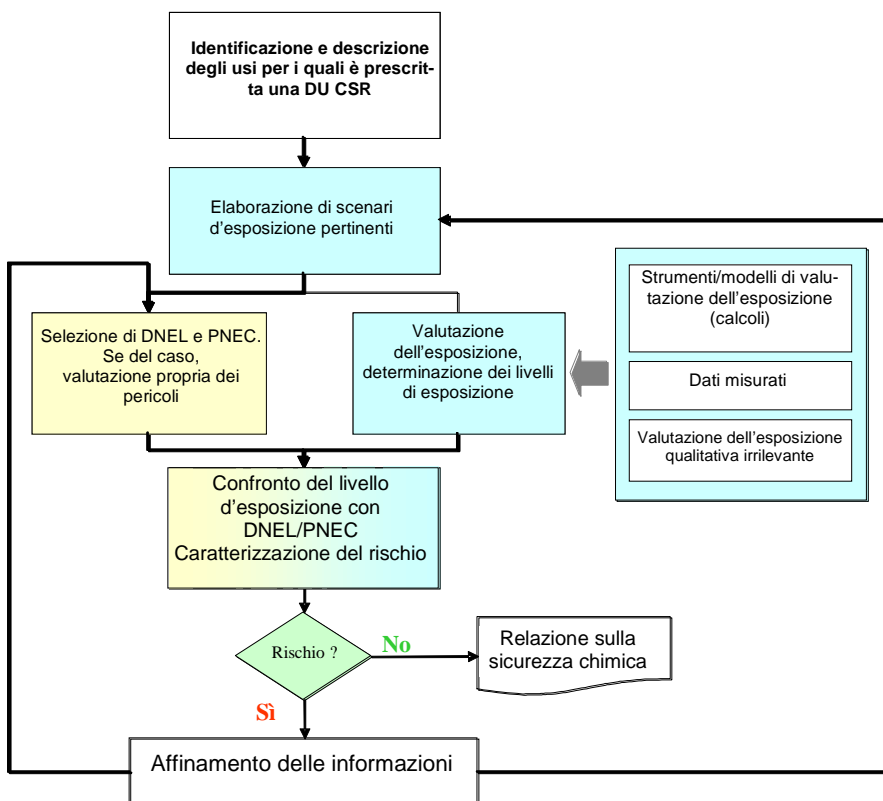 Identificazione e descrizione
degli usi per i quali è prescrit-
ta una DU CSR
Elaborazione di scenari
d'esposizione pertinenti
Strumenti/modelli di valu-
tazione dell'esposizione
(calcoli)
Dati misurati
Valutazione dell'esposizione
qualitativa irrilevante
Selezione di DNEL e PNEC.
Se del caso,
valutazione propria dei
pericoli
Valutazione
dell'esposizione,
determinazione dei livelli
di esposizione
Confronto del livello
d'esposizione con
DNEL/PNEC
Caratterizzazione del rischio
Rischio ?
No
Relazione sulla
sicurezza chimica
Sì
Affinamento delle informazioni